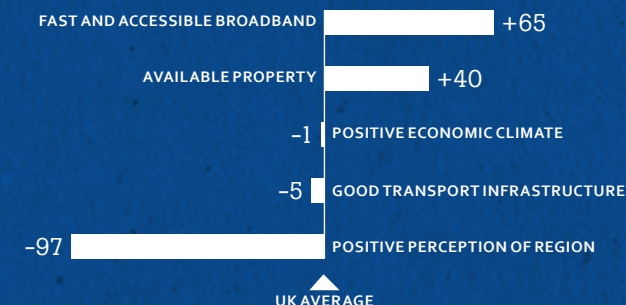 FAST AND ACCESSIBLE BROADBAND +65
AVAILABLE PROPERTY +40
-1 POSITIVE ECONOMIC CLIMATE
-5 GOOD TRANSPORT INFRASTRUCTURE
-97 POSITIVE PERCEPTION OF REGION
UK AVERAGE